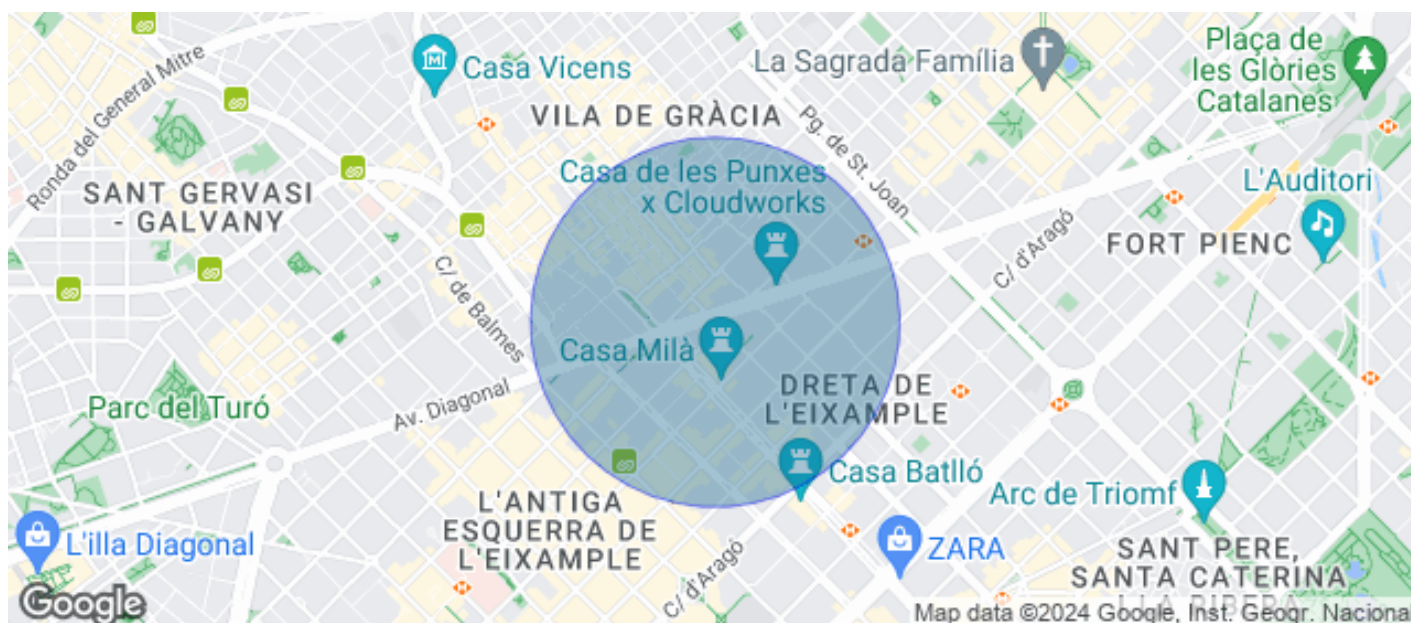 Ronda del General Mitre
Casa Vicens
La Sagrada Família
Plaça de
les Glòries
Catalanes
VILA DE GRÀCIA
Pg. de St. Joan
Casa de les Punxes
x Cloudworks
SANT GERVASI
- GALVANY
L'Auditori
FORT PIENC
C/ d'Aragó
C/ de Balmes
Casa Milà
DRETA DE
L'EIXAMPLE
Parc del Turó
Av. Diagonal
Casa Batlló
Arc de Triomf
L'ANTIGA
ESQUERRA DE
L'EIXAMPLE
L'illa Diagonal
C/ d'Aragó
ZARA
SANT PERE,
SANTA CATERINA
I LA RIBERA
Google
Map data ©2024 Google, Inst. Geogr. Nacional